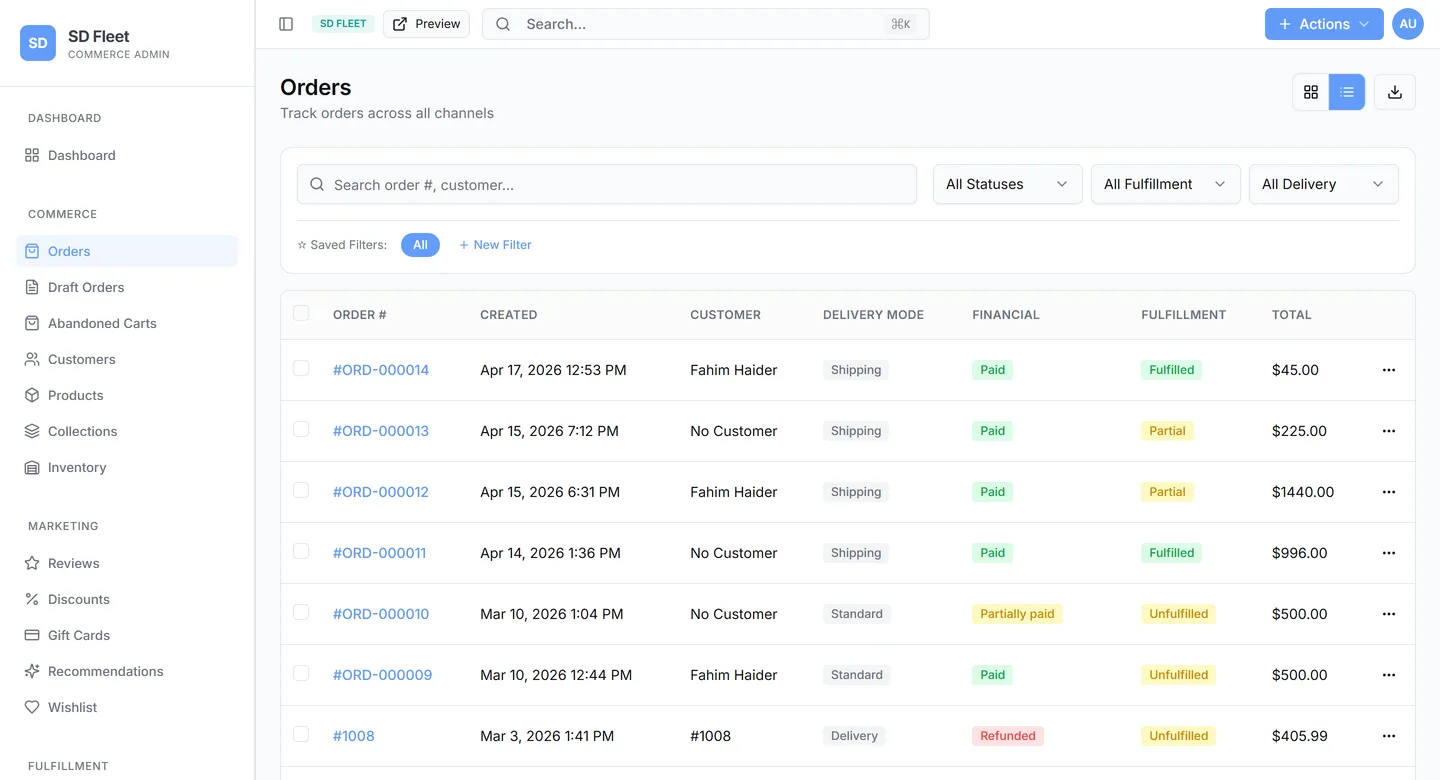 SD
SD Fleet
COMMERCE ADMIN
DASHBOARD
Dashboard
COMMERCE
Orders
Draft Orders
Abandoned Carts
Customers
Products
Collections
Inventory
MARKETING
Reviews
Discounts
Gift Cards
Recommendations
Wishlist
FULFILLMENT
SD FLEET Preview Search... ⌘K + Actions AU
Orders
Track orders across all channels
Search order #, customer... All Statuses All Fulfillment All Delivery
☆ Saved Filters: All + New Filter
ORDER # CREATED CUSTOMER DELIVERY MODE FINANCIAL FULFILLMENT TOTAL
#ORD-000014 Apr 17, 2026 12:53 PM Fahim Haider Shipping Paid Fulfilled $45.00
#ORD-000013 Apr 15, 2026 7:12 PM No Customer Shipping Paid Partial $225.00
#ORD-000012 Apr 15, 2026 6:31 PM Fahim Haider Shipping Paid Partial $1440.00
#ORD-000011 Apr 14, 2026 1:36 PM No Customer Shipping Paid Fulfilled $996.00
#ORD-000010 Mar 10, 2026 1:04 PM No Customer Standard Partially paid Unfulfilled $500.00
#ORD-000009 Mar 10, 2026 12:44 PM Fahim Haider Standard Paid Unfulfilled $500.00
#1008 Mar 3, 2026 1:41 PM #1008 Delivery Refunded Unfulfilled $405.99